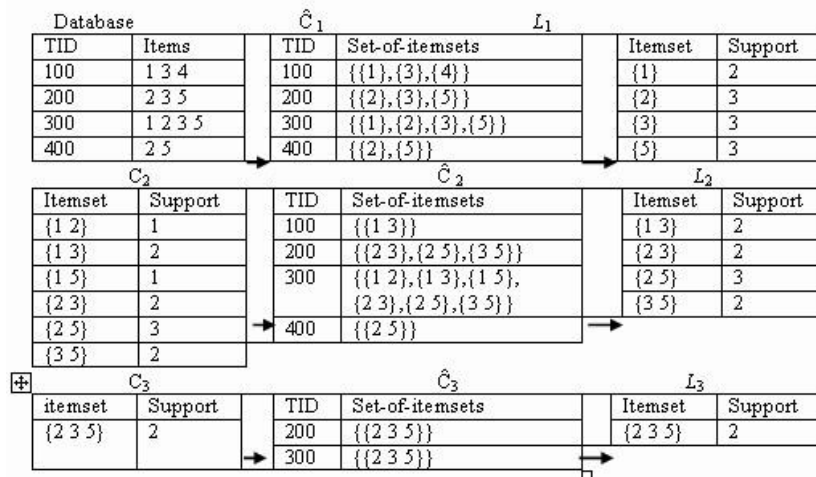 Database Ĉ1 L1
TID Items TID Set-of-itemsets Itemset Support
100 1 3 4 100 {{1},{3},{4}} {1} 2
200 2 3 5 200 {{2},{3},{5}} {2} 3
300 1 2 3 5 300 {{1},{2},{3},{5}} {3} 3
400 2 5 400 {{2},{5}} {5} 3
C2 Ĉ2 L2
Itemset Support TID Set-of-itemsets Itemset Support
{1 2} 1 100 {{1 3}} {1 3} 2
{1 3} 2 200 {{2 3},{2 5},{3 5}} {2 3} 2
{1 5} 1 300 {{1 2},{1 3},{1 5}, {2 5} 3
{2 3} 2 {2 3},{2 5},{3 5}} {3 5} 2
{2 5} 3 400 {{2 5}}
{3 5} 2
C3 Ĉ3 L3
itemset Support TID Set-of-itemsets Itemset Support
{2 3 5} 2 200 {{2 3 5}} {2 3 5} 2
300 {{2 3 5}}